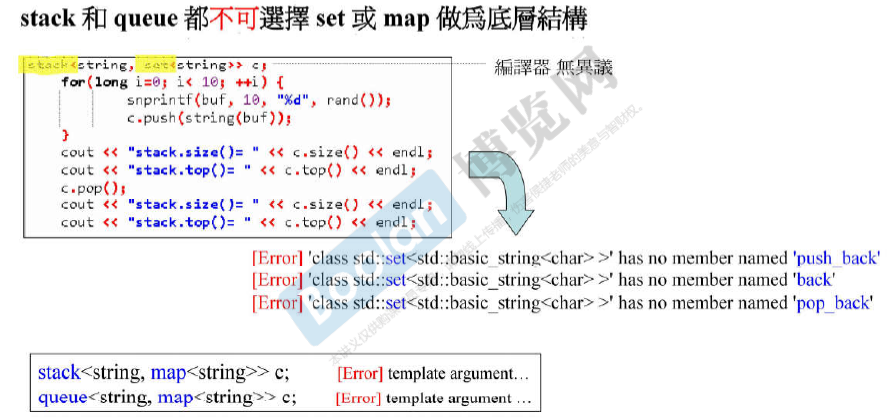 stack 和 queue 都不可選擇 set 或 map 做為底層結構
stack<string, set<string>> c;
編譯器 無異議
for(long i=0; i< 10; ++i) {
snprintf(buf, 10, "%d", rand());
c.push(string(buf));
}
cout << "stack.size()= " << c.size() << endl;
cout << "stack.top()= " << c.top() << endl;
c.pop();
cout << "stack.size()= " << c.size() << endl;
cout << "stack.top()= " << c.top() << endl;
[Error] 'class std::set<std::basic_string<char> >' has no member named 'push_back'
[Error] 'class std::set<std::basic_string<char> >' has no member named 'back'
[Error] 'class std::set<std::basic_string<char> >' has no member named 'pop_back'
stack<string, map<string>> c; [Error] template argument…
queue<string, map<string>> c; [Error] template argument …
Boolan 博览网